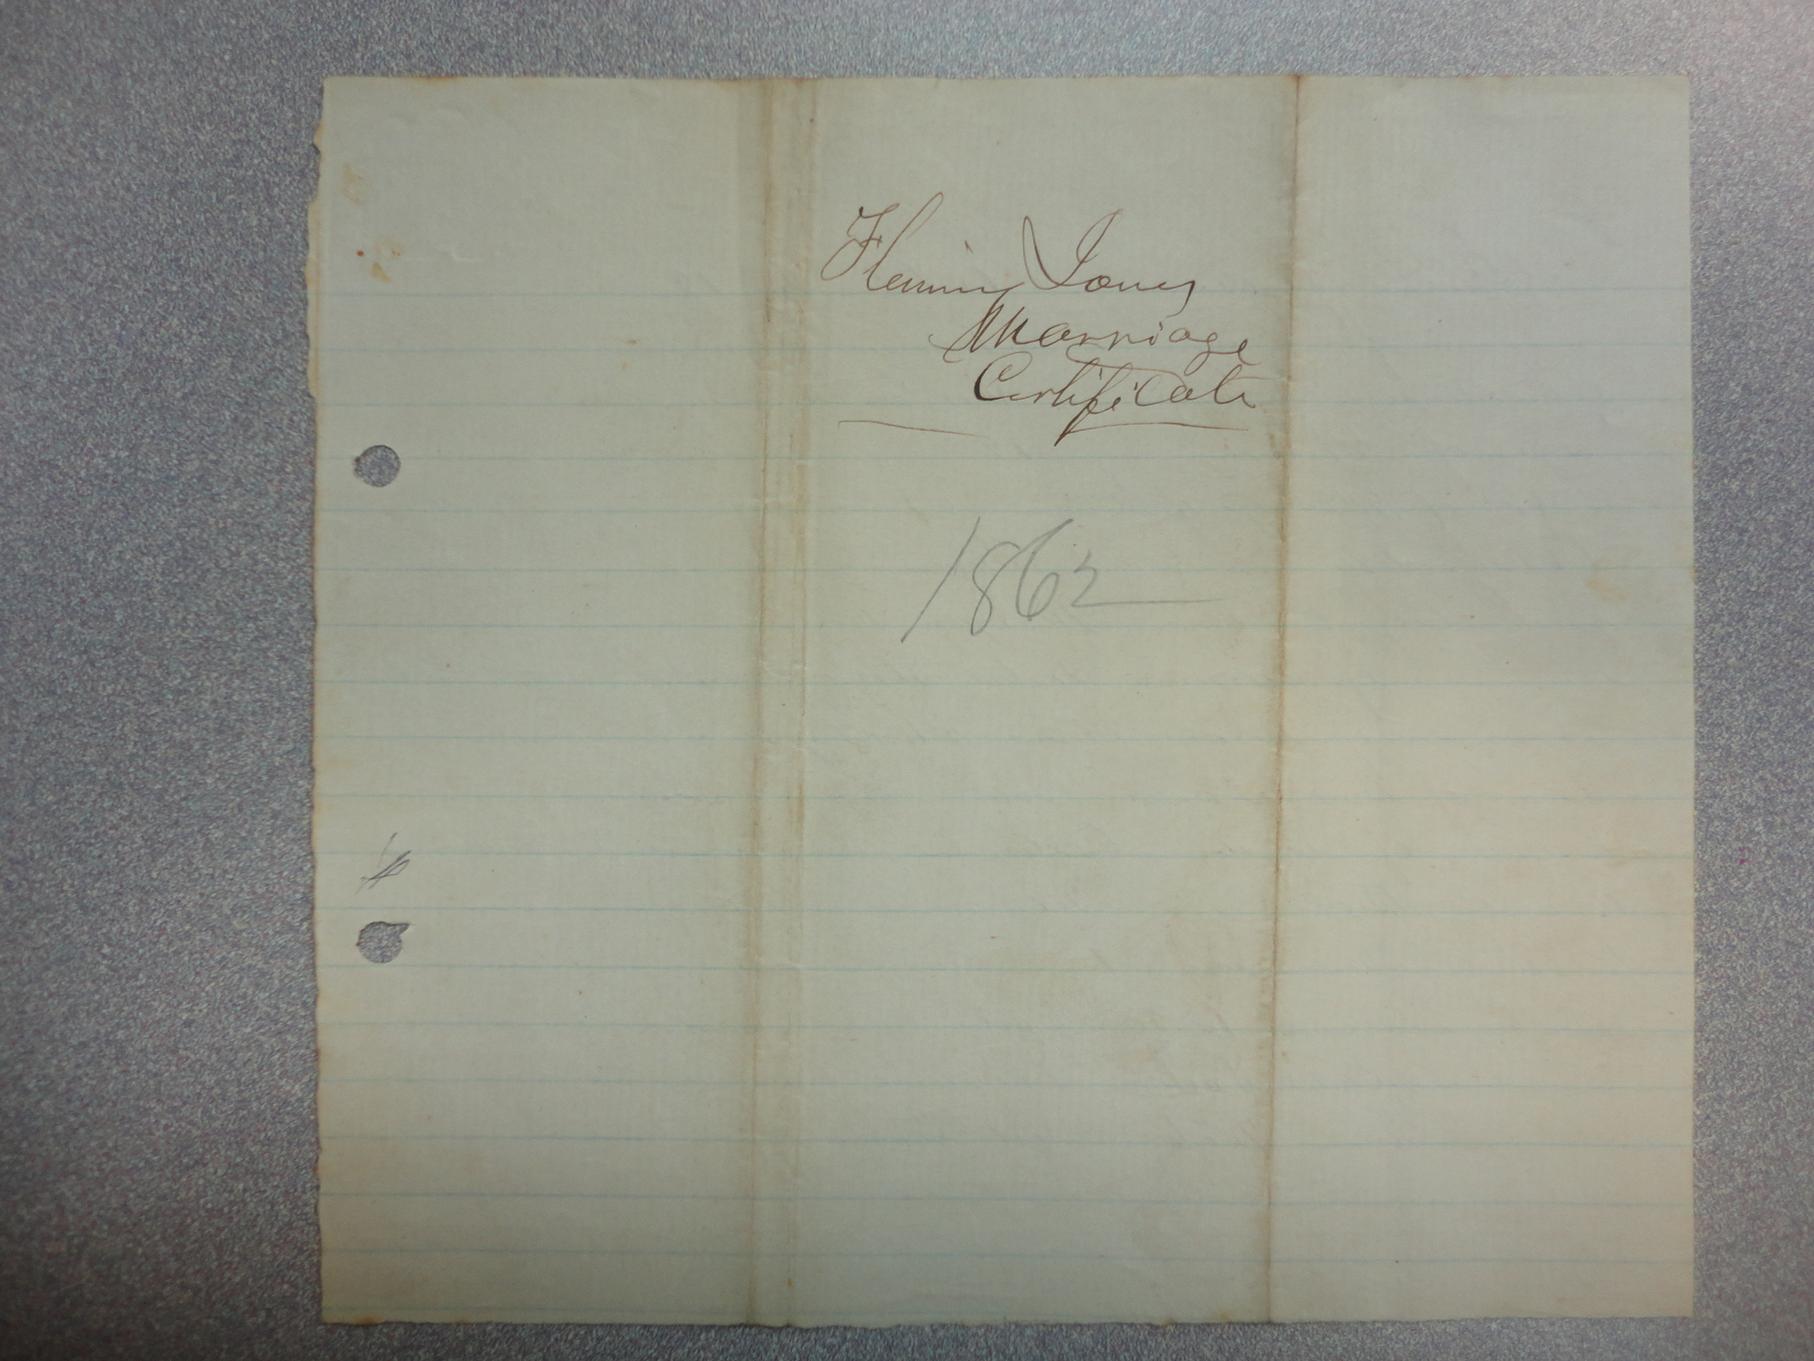 Fleming Jones
Marriage
Certificate
1862